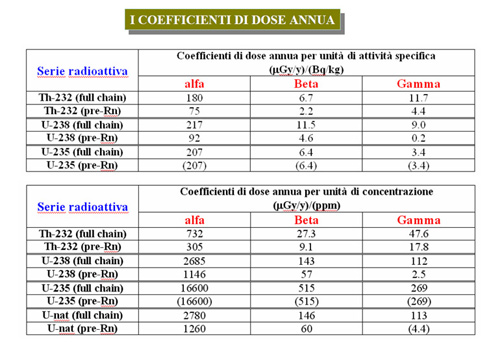 I COEFFICIENTI DI DOSE ANNUA
Serie radioattiva Coefficienti di dose annua per unità di attività specifica
(μGy/y)/(Bq/kg)
alfa Beta Gamma
Th-232 (full chain) 180 6.7 11.7
Th-232 (pre-Rn) 75 2.2 4.4
U-238 (full chain) 217 11.5 9.0
U-238 (pre-Rn) 92 4.6 0.2
U-235 (full chain) 207 6.4 3.4
U-235 (pre-Rn) (207) (6.4) (3.4)
Serie radioattiva Coefficienti di dose annua per unità di concentrazione
(μGy/y)/(ppm)
alfa Beta Gamma
Th-232 (full chain) 732 27.3 47.6
Th-232 (pre-Rn) 305 9.1 17.8
U-238 (full chain) 2685 143 112
U-238 (pre-Rn) 1146 57 2.5
U-235 (full chain) 16600 515 269
U-235 (pre-Rn) (16600) (515) (269)
U-nat (full chain) 2780 146 113
U-nat (pre-Rn) 1260 60 (4.4)